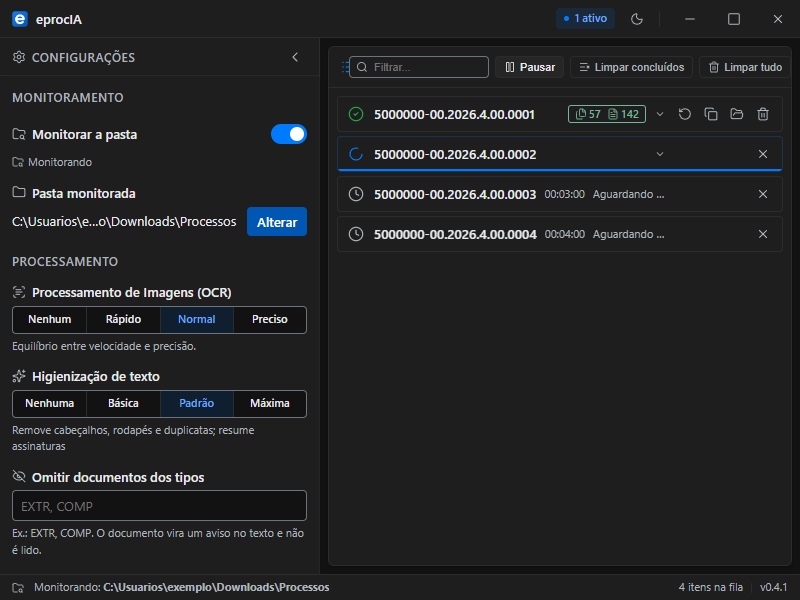 eprocIA
1 ativo
CONFIGURAÇÕES
MONITORAMENTO
Monitorar a pasta
Monitorando
Pasta monitorada
C:\Usuarios\e...o\Downloads\Processos
Alterar
PROCESSAMENTO
Processamento de Imagens (OCR)
Nenhum Rápido Normal Preciso
Equilíbrio entre velocidade e precisão.
Higienização de texto
Nenhuma Básica Padrão Máxima
Remove cabeçalhos, rodapés e duplicatas; resume
assinaturas
Omitir documentos dos tipos
EXTR, COMP
Ex.: EXTR, COMP. O documento vira um aviso no texto e não
é lido.
Filtrar... Pausar Limpar concluídos Limpar tudo
5000000-00.2026.4.00.0001 57 142
5000000-00.2026.4.00.0002
5000000-00.2026.4.00.0003 00:03:00 Aguardando ...
5000000-00.2026.4.00.0004 00:04:00 Aguardando ...
Monitorando: C:\Usuarios\exemplo\Downloads\Processos
4 itens na fila v0.4.1